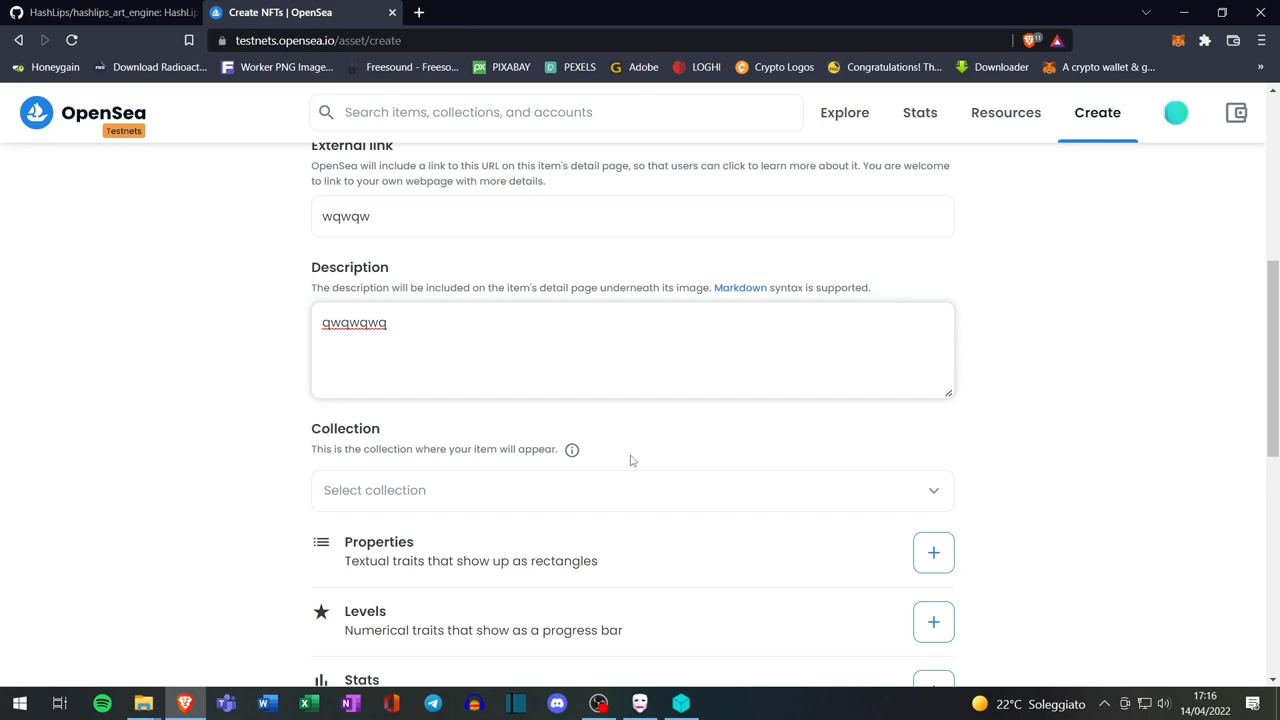 HashLips/hashlips_art_engine: HashLip
Create NFTs | OpenSea
testnets.opensea.io/asset/create
11
Honeygain
Download Radioact...
Worker PNG Image...
Freesound - Freeso...
PIXABAY
PEXELS
Adobe
LOGHI
Crypto Logos
Congratulations! Th...
Downloader
A crypto wallet & g...
OpenSea
Testnets
Search items, collections, and accounts
Explore
Stats
Resources
Create
External link
OpenSea will include a link to this URL on this item's detail page, so that users can click to learn more about it. You are welcome
to link to your own webpage with more details.
wqwqw
Description
The description will be included on the item's detail page underneath its image. Markdown syntax is supported.
qwqwqwq
Collection
This is the collection where your item will appear.
Select collection
Properties
Textual traits that show up as rectangles
Levels
Numerical traits that show as a progress bar
Stats
22°C Soleggiato
17:16
14/04/2022